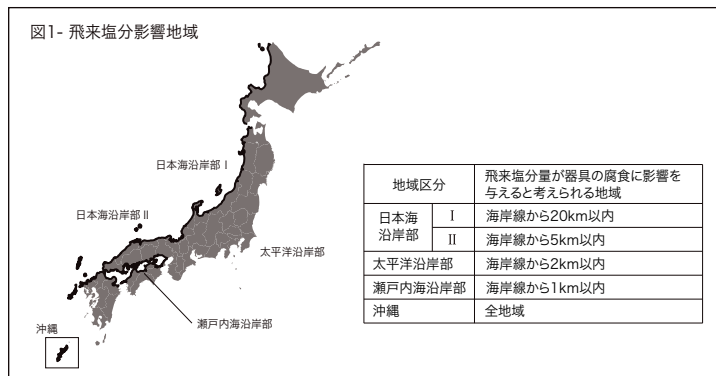 図1- 飛来塩分影響地域
日本海沿岸部Ⅰ
日本海沿岸部Ⅱ
太平洋沿岸部
瀬戸内海沿岸部
沖縄
地域区分
飛来塩分量が器具の腐食に影響を
与えると考えられる地域
日本海
沿岸部
Ⅰ
海岸線から20km以内
Ⅱ
海岸線から5km以内
太平洋沿岸部
海岸線から2km以内
瀬戸内海沿岸部
海岸線から1km以内
沖縄
全地域